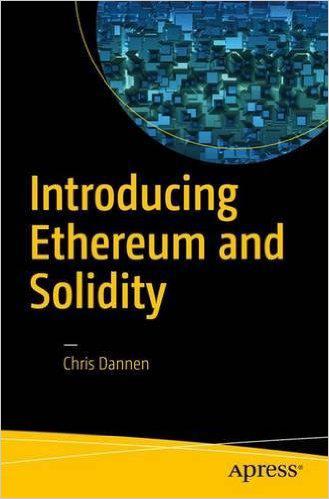 Introducing
Ethereum and
Solidity
—
Chris Dannen
Apress®